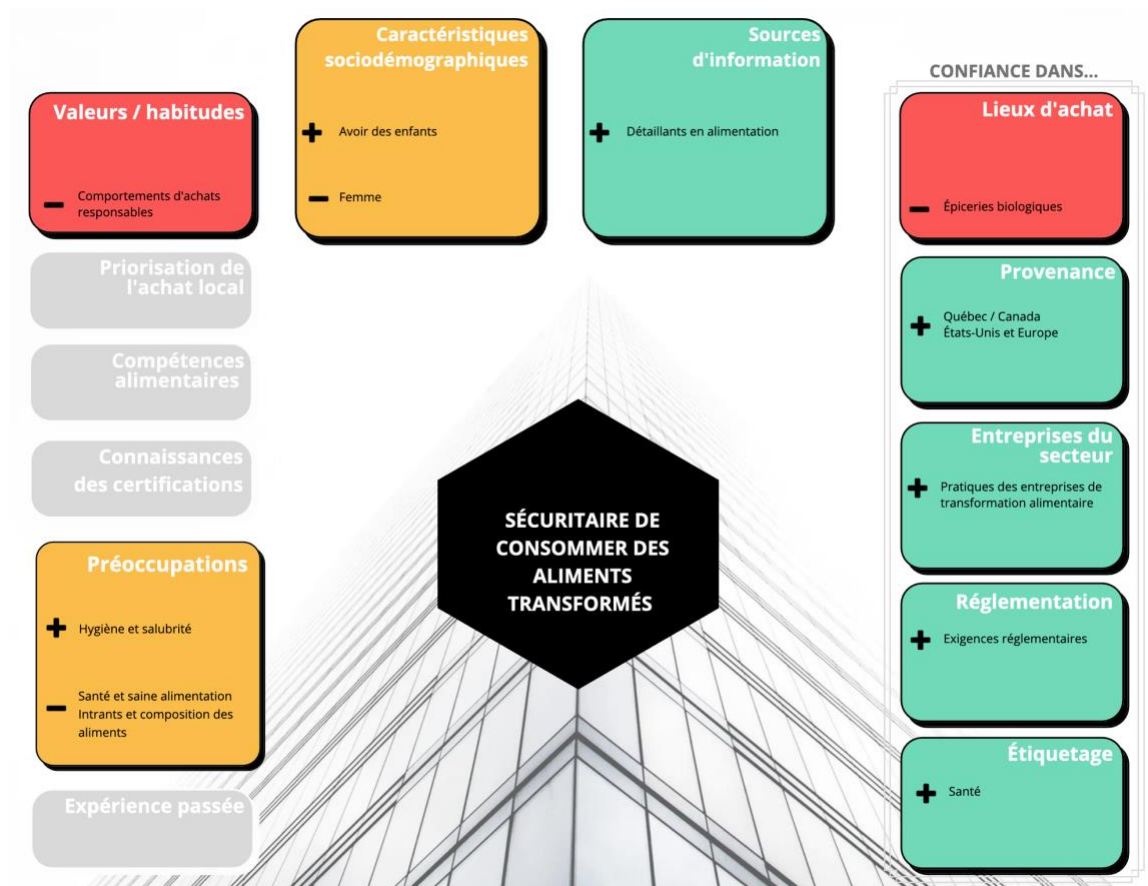 Caractéristiques
sociodémographiques
Avoir des enfants
Femme
Sources
d'information
Détaillants en alimentation
CONFIANCE DANS...
Valeurs / habitudes
Comportements d'achats
responsables
Priorisation de
l'achat local
Compétences
alimentaires
Connaissances
des certifications
Préoccupations
Hygiène et salubrité
Santé et saine alimentation
Intrants et composition des
aliments
Expérience passée
SÉCURITAIRE DE
CONSOMMER DES
ALIMENTS
TRANSFORMÉS
Lieux d'achat
Épiceries biologiques
Provenance
Québec / Canada
États-Unis et Europe
Entreprises du
secteur
Pratiques des entreprises de
transformation alimentaire
Réglementation
Exigences réglementaires
Étiquetage
Santé